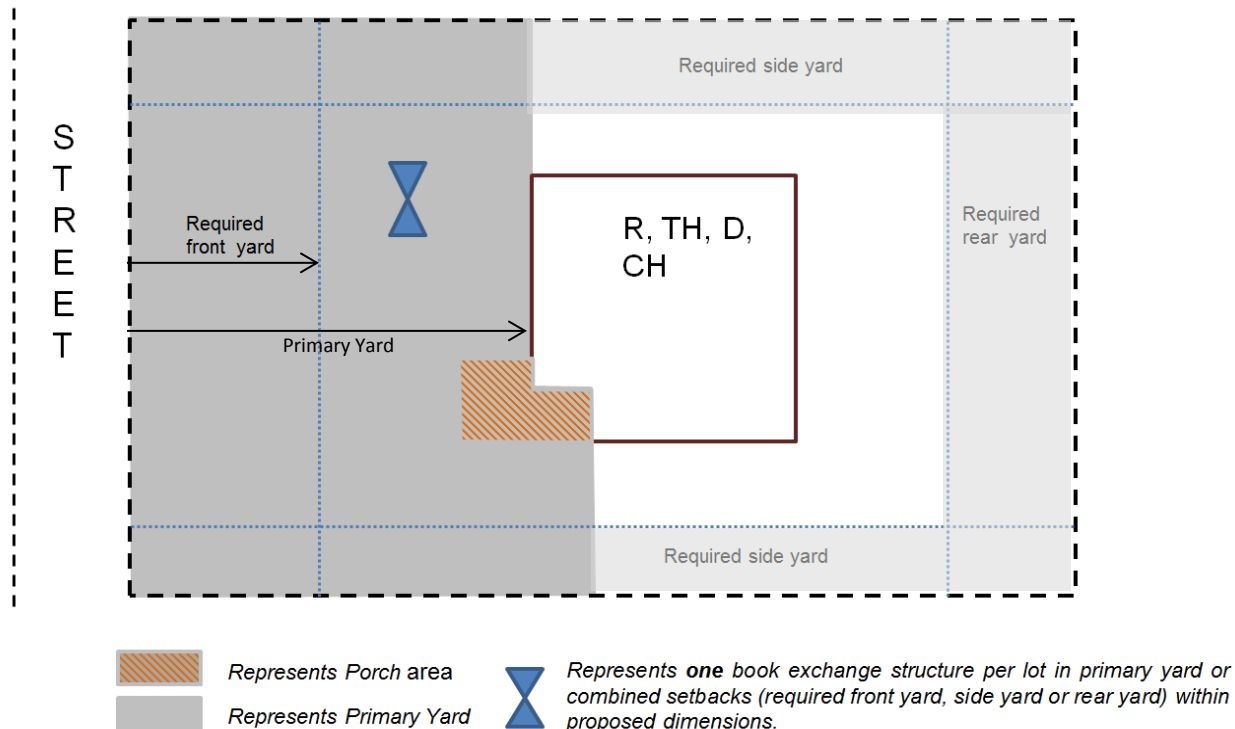 STREET
Required side yard
Required
front yard
Primary Yard
R, TH, D,
CH
Required
rear yard
Required side yard
Represents Porch area
Represents Primary Yard
Represents one book exchange structure per lot in primary yard or
combined setbacks (required front yard, side yard or rear yard) within
proposed dimensions.